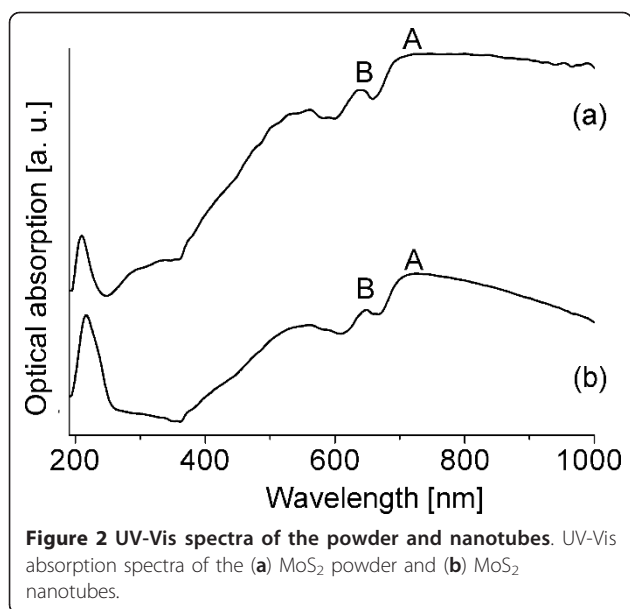 A
B
(a)
A
B
(b)
Optical absorption [a. u.]
200 400 600 800 1000
Wavelength [nm]
Figure 2 UV-Vis spectra of the powder and nanotubes. UV-Vis
absorption spectra of the (a) MoS₂ powder and (b) MoS₂
nanotubes.